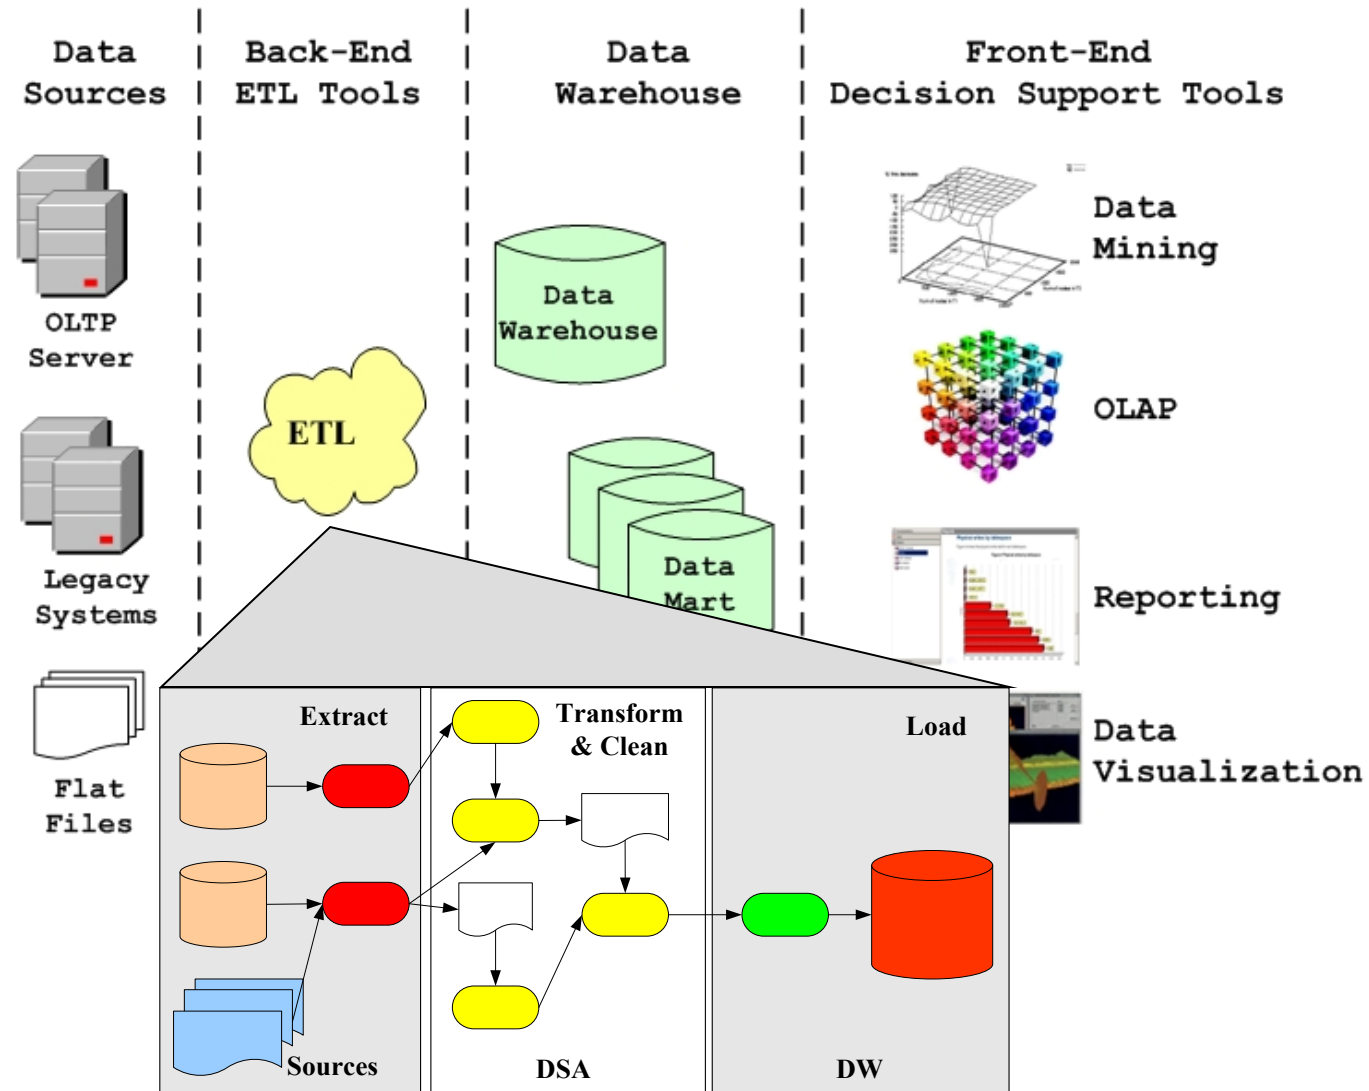 Data
Sources
Back-End
ETL Tools
Data
Warehouse
Front-End
Decision Support Tools
OLTP
Server
Legacy
Systems
Flat
Files
ETL
Data
Warehouse
Data
Mart
Data
Mining
OLAP
Reporting
Data
Visualization
Extract
Transform
& Clean
Load
Sources
DSA
DW